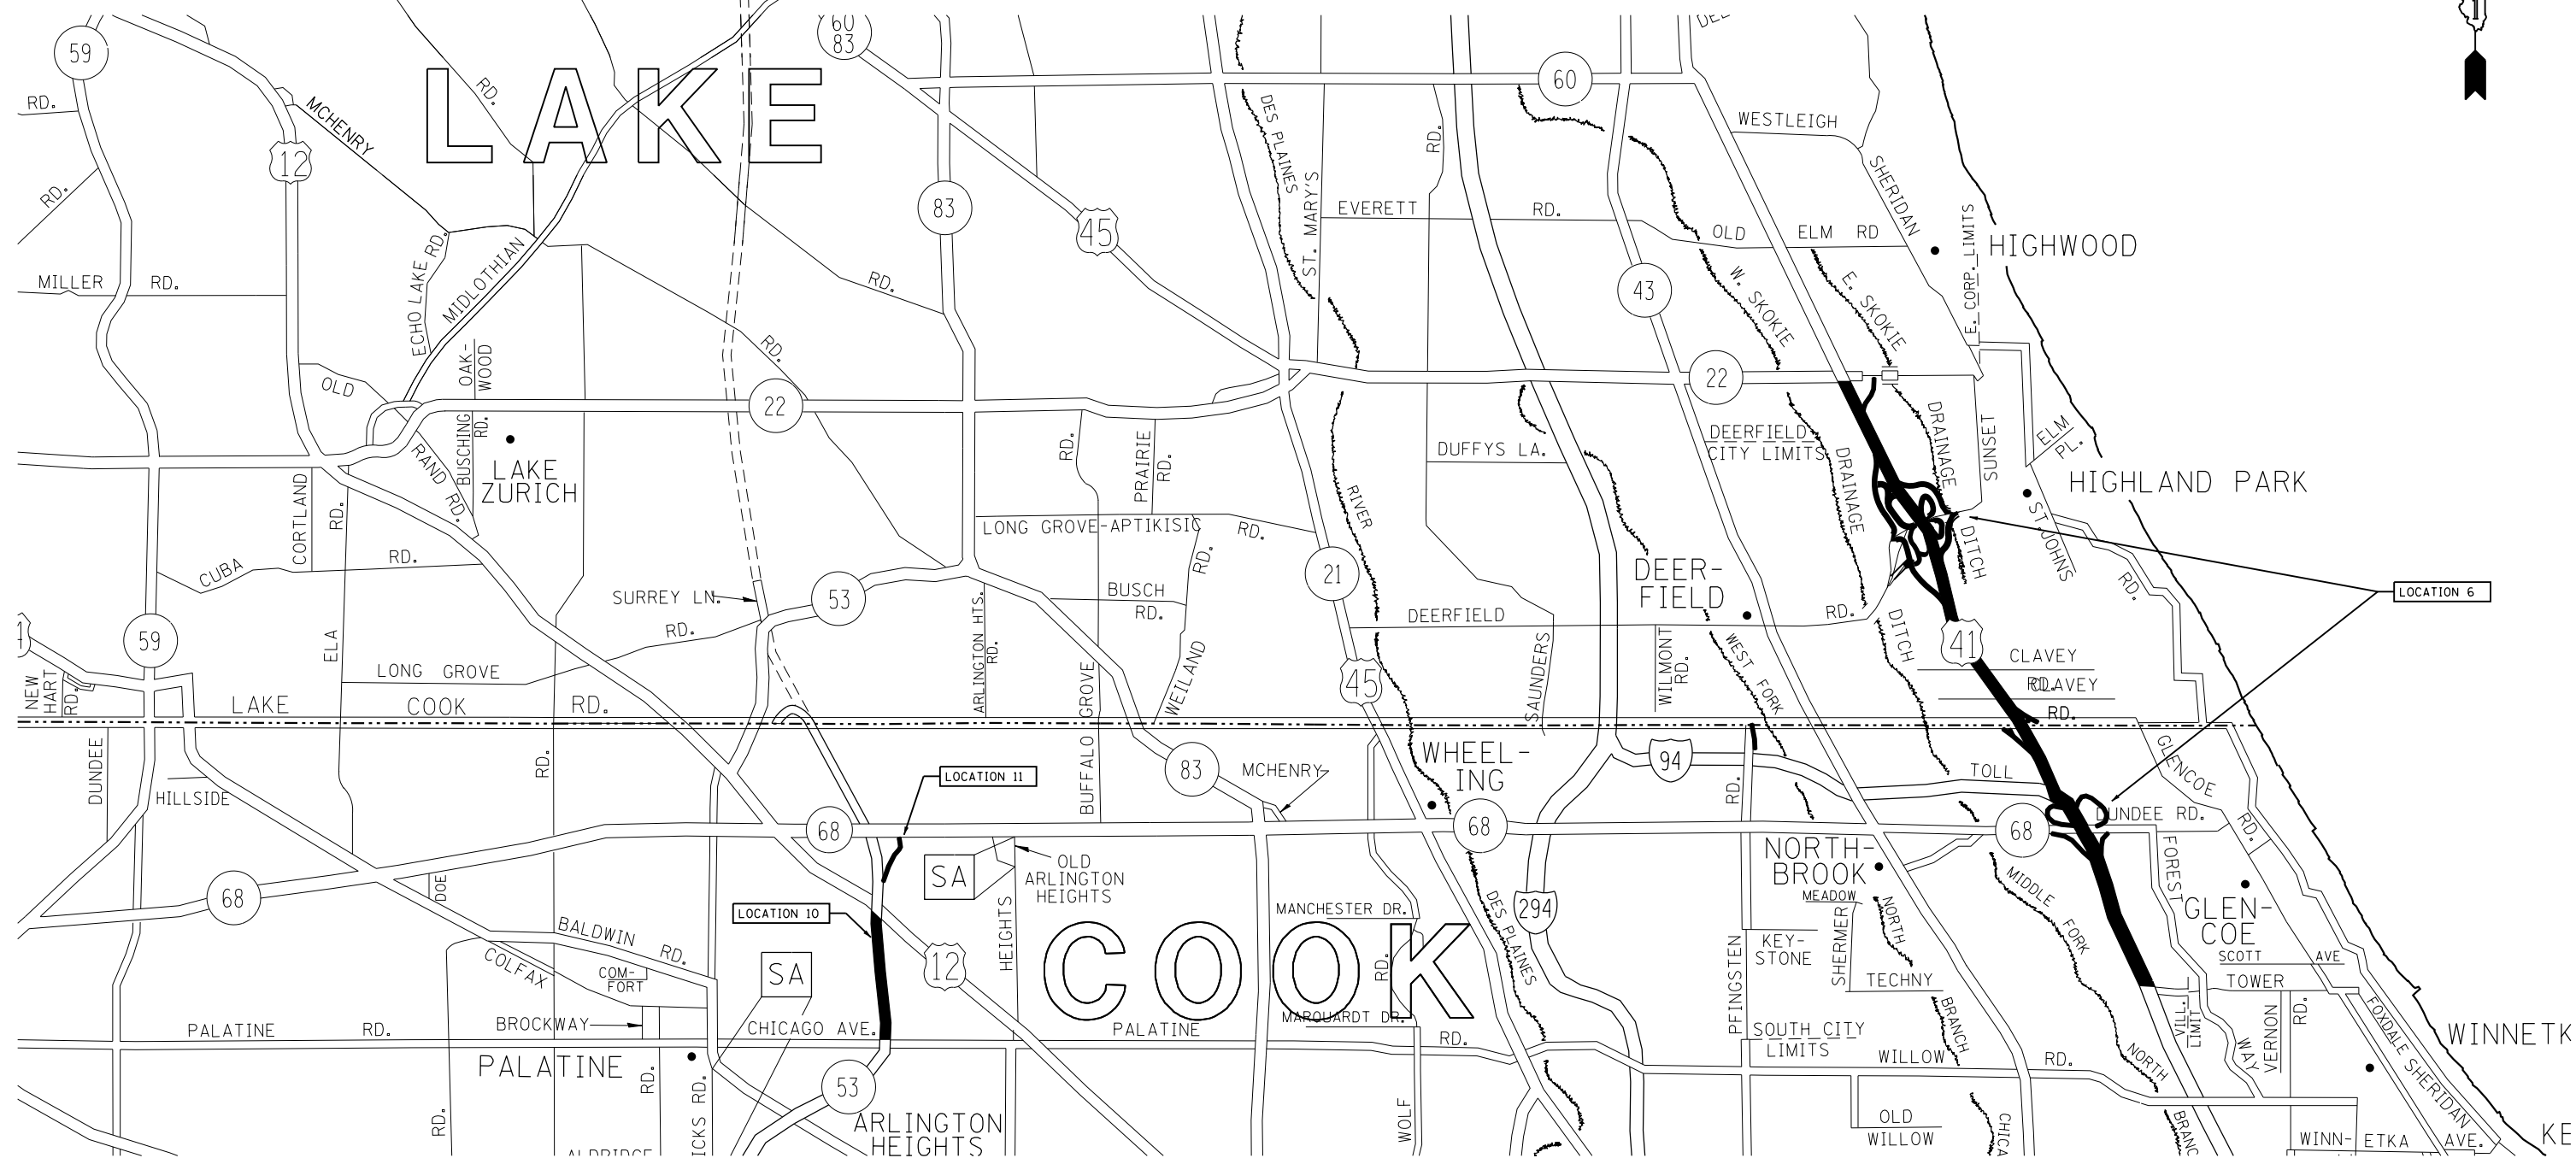 60
83
59
RD.
LAKE
RD.
MCHENRY
12
RD.
60
DES PLAINES
RD.
WESTLEIGH
SHERIDAN
83
45
ST. MARY'S
EVERETT RD.
OLD ELM RD
E. CORP. LIMITS
HIGHWOOD
MILLER RD.
ECHO LAKE RD.
MIDLOTHIAN
RD.
43
W. SKOKIE
E. SKOKIE
OLD
OAK-
WOOD
RD.
22
22
BUSCHING
RD.
RAND RD.
LAKE
ZURICH
RD.
PRAIRIE
RD.
DUFFYS LA.
DEERFIELD
CITY LIMITS
DRAINAGE
DRAINAGE
SUNSET
ELM
PL.
HIGHLAND PARK
CORTLAND
RD.
RIVER
LONG GROVE-APTIKISIC RD.
DITCH
ST. JOHNS
CUBA RD.
RD.
21
DEER-
FIELD
RD.
SURREY LN.
53
BUSCH
RD.
LOCATION 6
59
ELA
RD.
ARLINGTON HTS.
RD.
DEERFIELD RD.
DITCH
41
CLAVEY
RD.
CLAVEY
RD.
LONG GROVE
WEILAND
45
SAUNDERS
WILMONT
RD.
WEST FORK
NEW
HART
RD.
LAKE COOK RD.
BUFFALO GROVE
DUNDEE
HILLSIDE
RD.
LOCATION 11
83
MCHENRY
WHEEL-
ING
94
RD.
TOLL
GLENCOE
RD.
68
68
68
DUNDEE RD.
68
DOE
SA
OLD
ARLINGTON
HEIGHTS
NORTH-
BROOK
MEADOW
MIDDLE
FORK
FOREST
GLEN-
COE
LOCATION 10
BALDWIN RD.
COLFAX
COM-
FORT
SA
12
HEIGHTS
COOK
MANCHESTER DR.
RD.
DES PLAINES
294
PFINGSTEN
KEY-
STONE
SHERMER
NORTH
TECHNY
BRANCH
SCOTT AVE
TOWER
VERNON
RD.
VILL.
LIMIT
WAY
FOXDALE SHERIDAN
WINNETK
BROCKWAY
CHICAGO AVE.
PALATINE RD.
PALATINE
MARQUARDT DR.
RD.
SOUTH CITY
LIMITS
WILLOW RD.
NORTH
PALATINE
RD.
53
ARLINGTON
HEIGHTS
RD.
ICKS RD.
WOLF
OLD
WILLOW
CHICA
BRANC
WINN- ETKA AVE.
KE